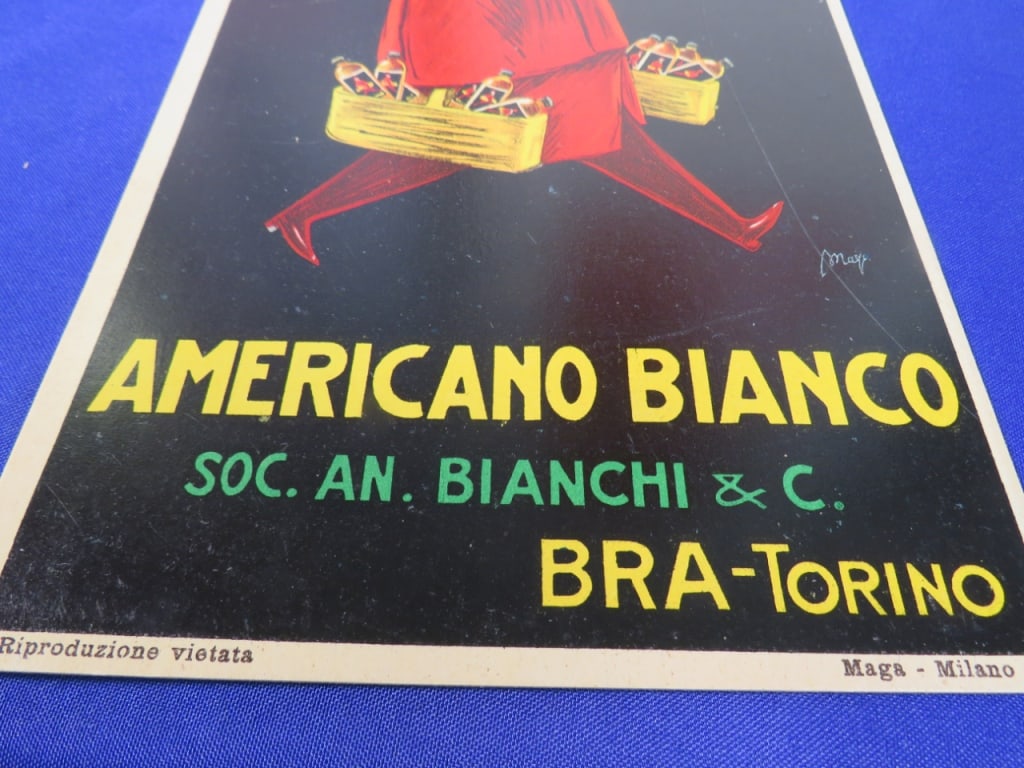 AMERICANO BIANCO
SOC. AN. BIANCHI & C.
BRA-TORINO
Riproduzione vietata
Maga - Milano